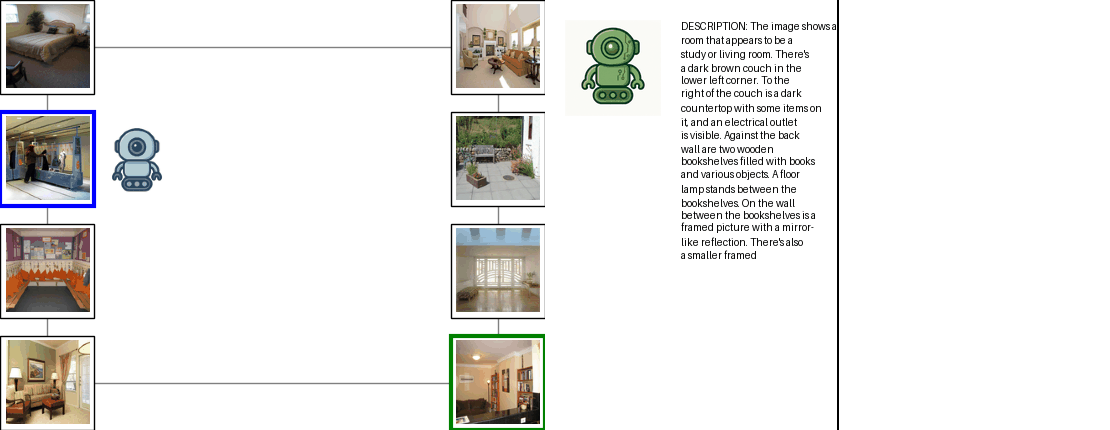 DESCRIPTION: The image shows a
room that appears to be a
study or living room. There's
a dark brown couch in the
lower left corner. To the
right of the couch is a dark
countertop with some items on
it, and an electrical outlet
is visible. Against the back
wall are two wooden
bookshelves filled with books
and various objects. A floor
lamp stands between the
bookshelves. On the wall
between the bookshelves is a
framed picture with a mirror-
like reflection. There's also
a smaller framed